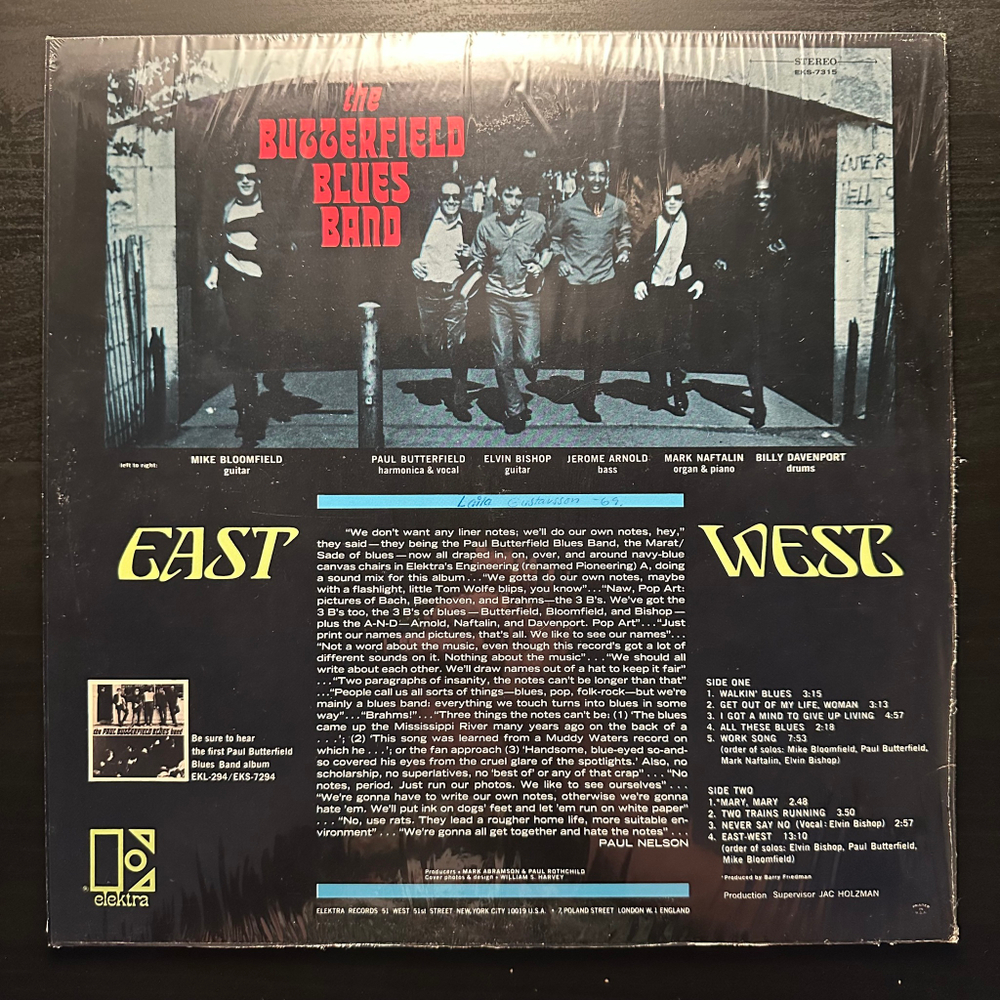 STEREO
EKS-7315
the
BUTTERFIELD
BLUES
BAND
left to right:
MIKE BLOOMFIELD
guitar
PAUL BUTTERFIELD
harmonica & vocal
ELVIN BISHOP
guitar
JEROME ARNOLD
bass
MARK NAFTALIN
organ & piano
BILLY DAVENPORT
drums
Laila Gustavsson -69.
EAST
WEST
“We don't want any liner notes; we'll do our own notes, hey,”
they said—they being the Paul Butterfield Blues Band, the Marat/
Sade of blues—now all draped in, on, over, and around navy-blue
canvas chairs in Elektra's Engineering (renamed Pioneering) A, doing
a sound mix for this album...“We gotta do our own notes, maybe
with a flashlight, little Tom Wolfe blips, you know”...“Naw, Pop Art:
pictures of Bach, Beethoven, and Brahms—the 3 B's. We've got the
3 B's too, the 3 B's of blues—Butterfield, Bloomfield, and Bishop—
plus the A-N-D—Arnold, Naftalin, and Davenport. Pop Art”...“Just
print our names and pictures, that's all. We like to see our names”...
“Not a word about the music, even though this record's got a lot of
different sounds on it. Nothing about the music”...“We should all
write about each other. We'll draw names out of a hat to keep it fair”
...“Two paragraphs of insanity, the notes can't be longer than that”
...“People call us all sorts of things—blues, pop, folk-rock—but we're
mainly a blues band: everything we touch turns into blues in some
way”...“Brahms!”...“Three things the notes can't be: (1) ‘The blues
came up the Mississippi River many years ago on the back of a
. . .’; (2) ‘This song was learned from a Muddy Waters record on
which he . . .’; or the fan approach (3) ‘Handsome, blue-eyed so-and-
so covered his eyes from the cruel glare of the spotlights.’ Also, no
scholarship, no superlatives, no ‘best of’ or any of that crap” . . . “No
notes, period. Just run our photos. We like to see ourselves” . . .
“We're gonna have to write our own notes, otherwise we're gonna
hate 'em. We'll put ink on dogs' feet and let 'em run on white paper”
. . . “No, use rats. They lead a rougher home life, more suitable en-
vironment” . . . “We're gonna all get together and hate the notes” . . .
PAUL NELSON
Producers • MARK ABRAMSON & PAUL ROTHCHILD
Cover photos & design • WILLIAM S. HARVEY
ELEKTRA RECORDS 51 WEST 51st STREET NEW YORK CITY 10019 U.S.A. • 7, POLAND STREET LONDON W.1 ENGLAND
the PAUL BUTTERFIELD BLUES band
Be sure to hear
the first Paul Butterfield
Blues Band album
EKL-294/EKS-7294
elektra
SIDE ONE
1. WALKIN' BLUES 3:15
2. GET OUT OF MY LIFE, WOMAN 3:13
3. I GOT A MIND TO GIVE UP LIVING 4:57
4. ALL THESE BLUES 2:18
5. WORK SONG 7:53
(order of solos: Mike Bloomfield, Paul Butterfield,
Mark Naftalin, Elvin Bishop)
SIDE TWO
1.*MARY, MARY 2.48
2. TWO TRAINS RUNNING 3.50
3. NEVER SAY NO (Vocal: Elvin Bishop) 2:57
4. EAST-WEST 13:10
(order of solos: Elvin Bishop, Paul Butterfield,
Mike Bloomfield)
*Produced by Barry Friedman
Production Supervisor JAC HOLZMAN